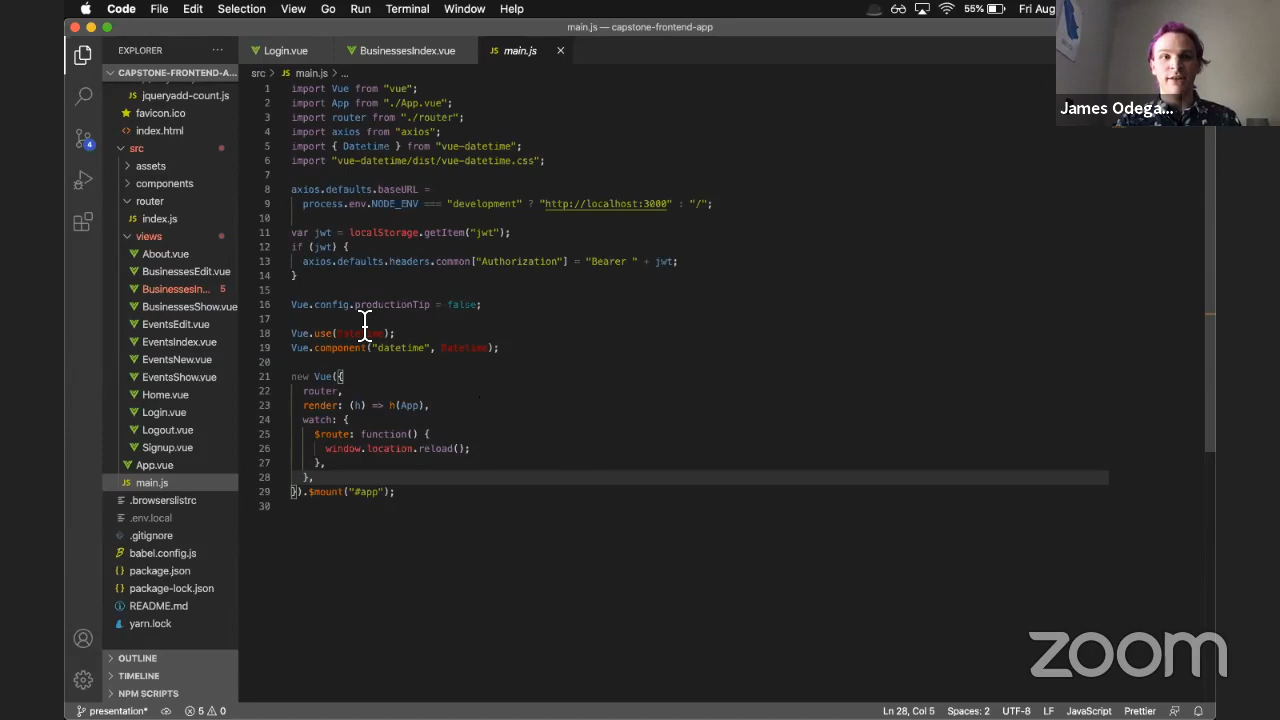 Code File Edit Selection View Go Run Terminal Window Help 55% Fri Aug
main.js — capstone-frontend-app
EXPLORER
CAPSTONE-FRONTEND-A...
jqueryadd-count.js
favicon.ico
index.html
src
assets
components
router
index.js
views
About.vue
BusinessesEdit.vue
BusinessesIn... 5
BusinessesShow.vue
EventsEdit.vue
EventsIndex.vue
EventsNew.vue
EventsShow.vue
Home.vue
Login.vue
Logout.vue
Signup.vue
App.vue
JS main.js
.browserslistrc
.env.local
.gitignore
babel.config.js
package.json
package-lock.json
README.md
yarn.lock
OUTLINE
TIMELINE
NPM SCRIPTS
4
Login.vue BusinessesIndex.vue JS main.js
src > JS main.js > ...
1 import Vue from "vue";
2 import App from "./App.vue";
3 import router from "./router";
4 import axios from "axios";
5 import { Datetime } from "vue-datetime";
6 import "vue-datetime/dist/vue-datetime.css";
7
8 axios.defaults.baseURL =
9 process.env.NODE_ENV === "development" ? "http://localhost:3000" : "/";
10
11 var jwt = localStorage.getItem("jwt");
12 if (jwt) {
13 axios.defaults.headers.common["Authorization"] = "Bearer " + jwt;
14 }
15
16 Vue.config.productionTip = false;
17
18 Vue.use(Datetime);
19 Vue.component("datetime", Datetime);
20
21 new Vue({
22 router,
23 render: (h) => h(App),
24 watch: {
25 $route: function() {
26 window.location.reload();
27 },
28 },
29 }).$mount("#app");
30
James Odega...
zoom
presentation* 5 0 Ln 28, Col 5 Spaces: 2 UTF-8 LF JavaScript Prettier